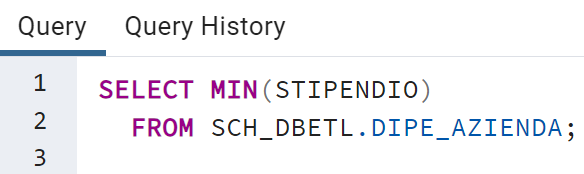 Query Query History
1 SELECT MIN(STIPENDIO)
2 FROM SCH_DBETL.DIPE_AZIENDA;
3